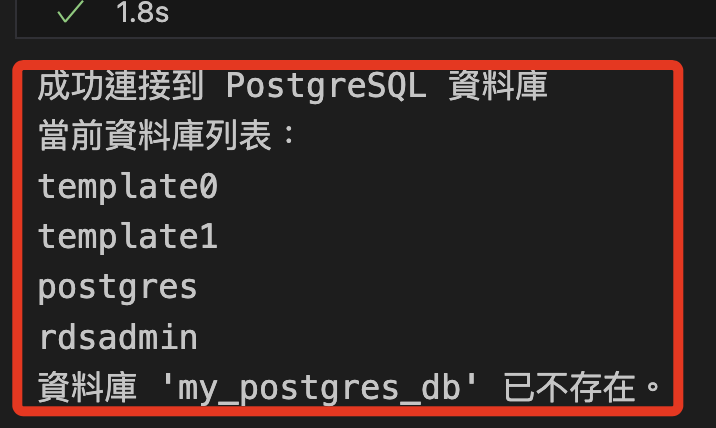 1.8s
成功連接到 PostgreSQL 資料庫
當前資料庫列表：
template0
template1
postgres
rdsadmin
資料庫 'my_postgres_db' 已不存在。